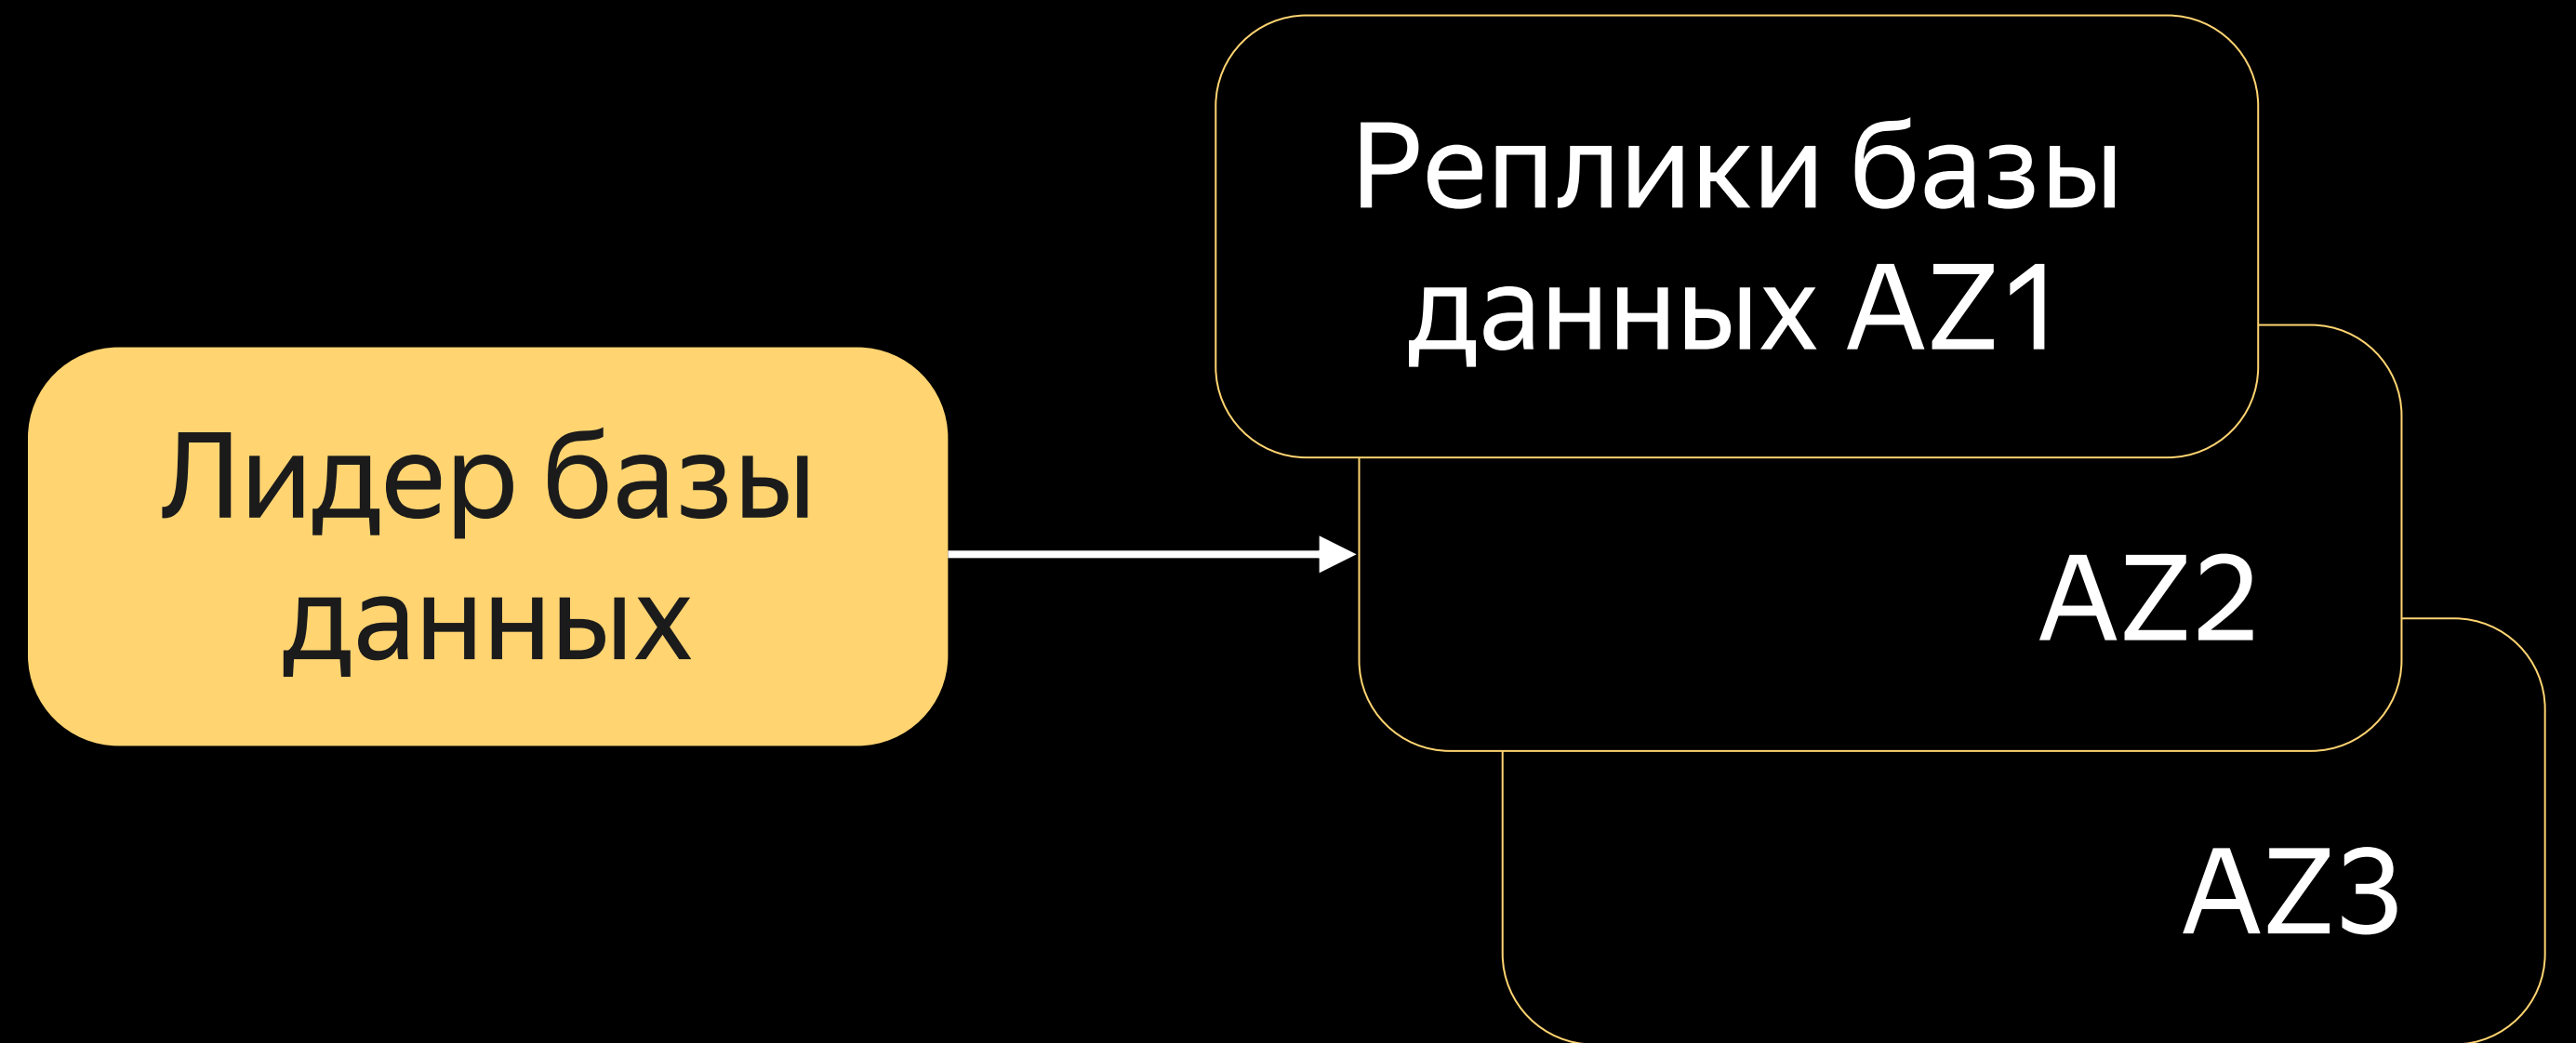 Реплики базы
данных AZ1
Лидер базы
данных
AZ2
AZ3